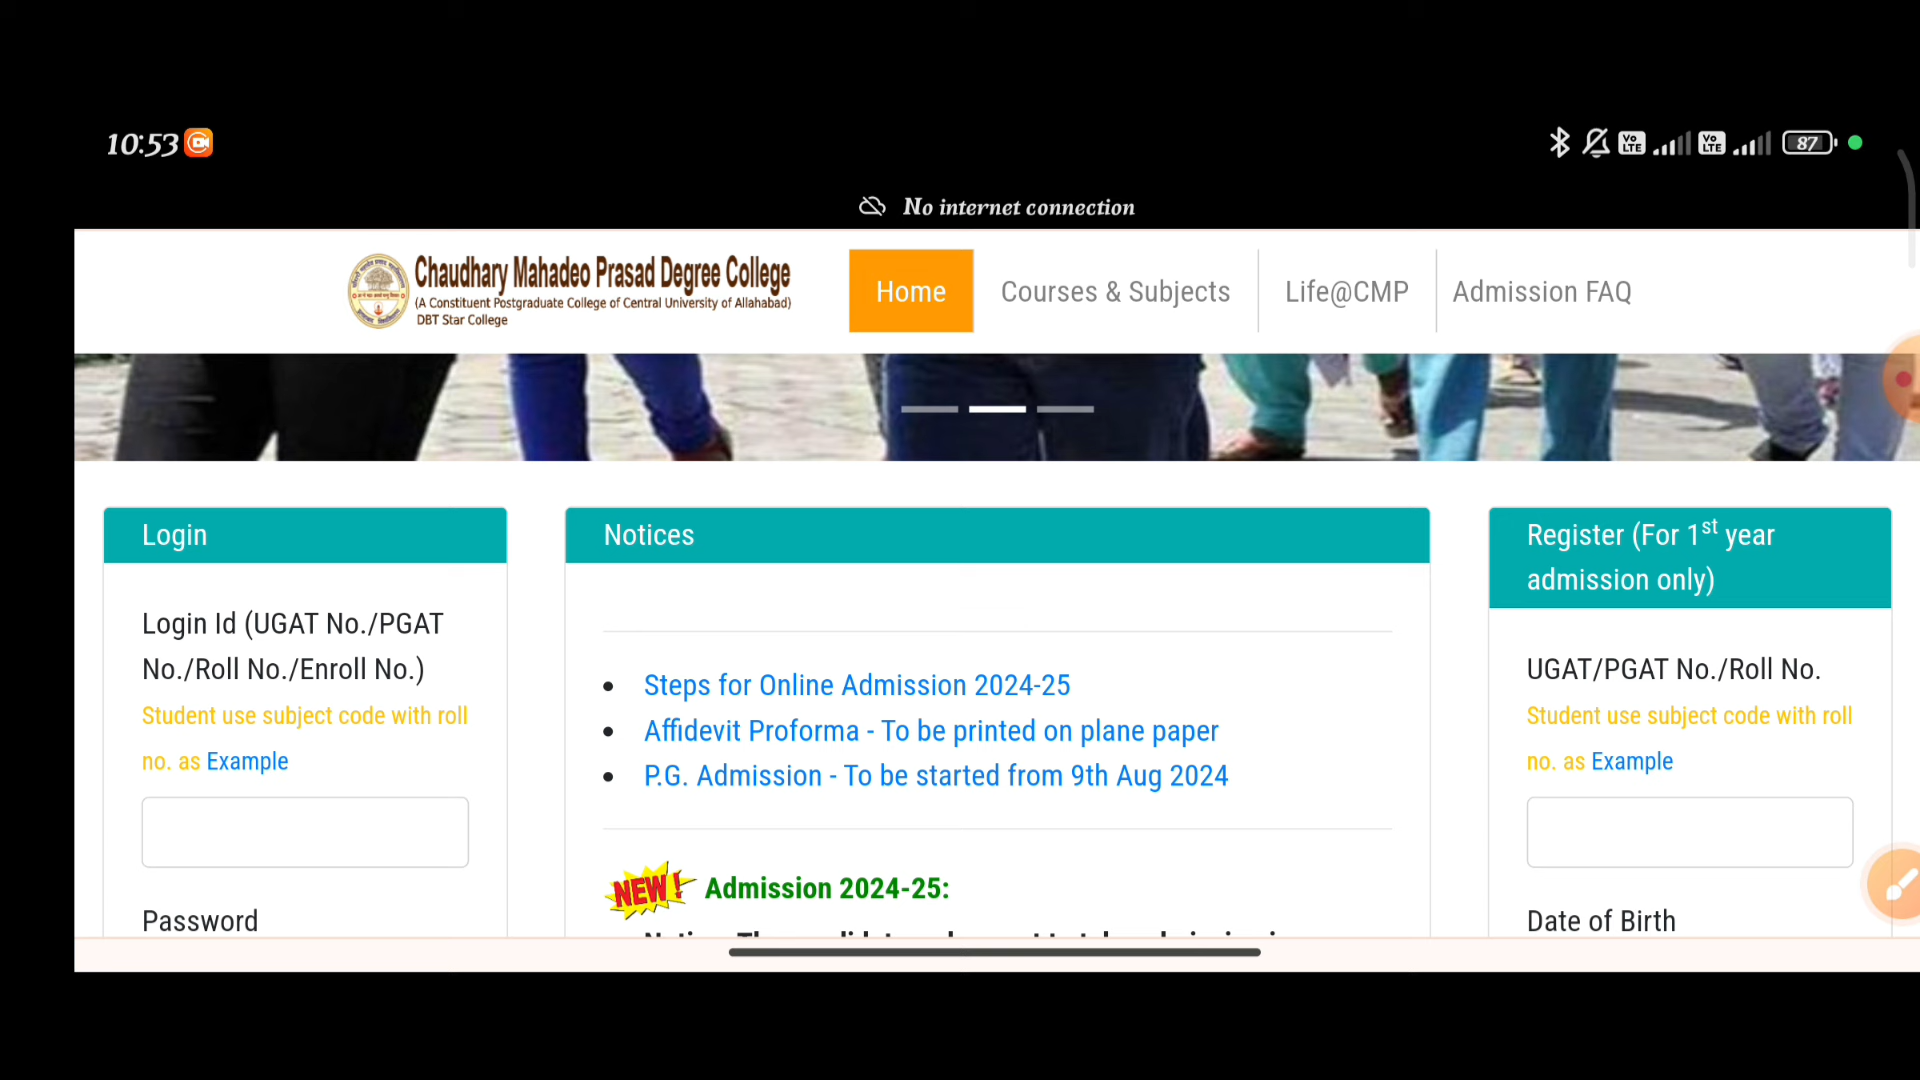 10:53
Vo LTE Vo LTE 87
No internet connection
Chaudhary Mahadeo Prasad Degree College
(A Constituent Postgraduate College of Central University of Allahabad)
DBT Star College
Home Courses & Subjects Life@CMP Admission FAQ
Login
Login Id (UGAT No./PGAT
No./Roll No./Enroll No.)
Student use subject code with roll
no. as Example
Password
Notices
Steps for Online Admission 2024-25
Affidevit Proforma - To be printed on plane paper
P.G. Admission - To be started from 9th Aug 2024
NEW! Admission 2024-25:
Register (For 1st year
admission only)
UGAT/PGAT No./Roll No.
Student use subject code with roll
no. as Example
Date of Birth